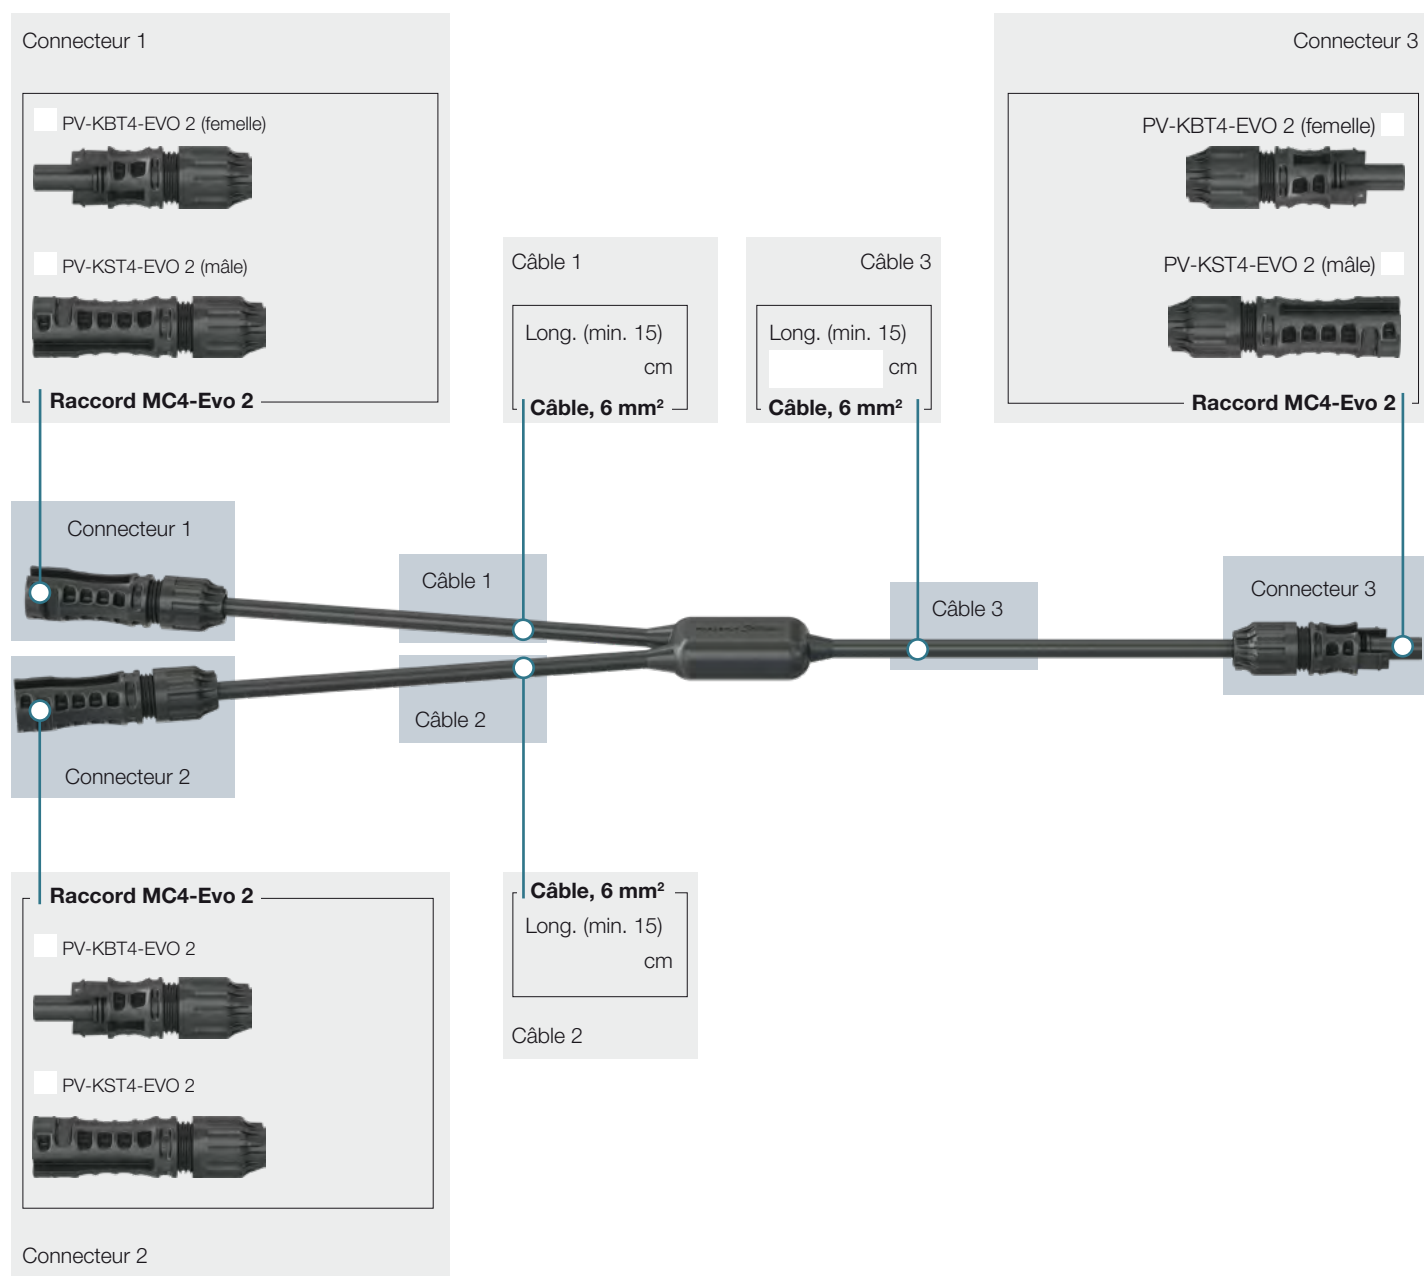 Connecteur 1
PV-KBT4-EVO 2 (femelle)
PV-KST4-EVO 2 (mâle)
Raccord MC4-Evo 2
Câble 1
Long. (min. 15)
cm
Câble, 6 mm²
Câble 3
Long. (min. 15)
cm
Câble, 6 mm²
Connecteur 3
PV-KBT4-EVO 2 (femelle)
PV-KST4-EVO 2 (mâle)
Raccord MC4-Evo 2
Connecteur 1
Câble 1
Câble 3
Connecteur 3
Câble 2
Connecteur 2
Raccord MC4-Evo 2
PV-KBT4-EVO 2
PV-KST4-EVO 2
Connecteur 2
Câble, 6 mm²
Long. (min. 15)
cm
Câble 2